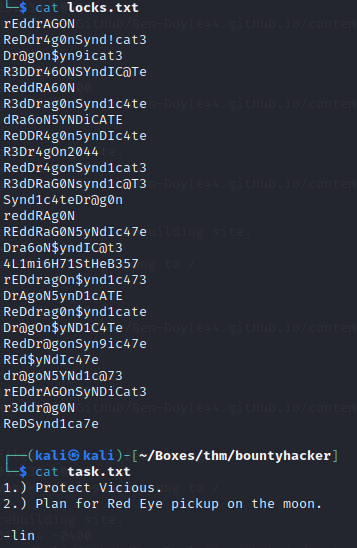 └─$ cat locks.txt
rEddrAGON
ReDdr4g0nSynd!cat3
Dr@gOn$yn9icat3
R3DDr46ONSYndIC@Te
ReddRA60N
R3dDrag0nSynd1c4te
dRa6oN5YNDiCATE
ReDDR4g0n5ynDIc4te
R3Dr4gOn2044
RedDr4gonSynd1cat3
R3dDRaG0Nsynd1c@T3
Synd1c4teDr@g0n
reddRAg0N
REddRaG0N5yNdIc47e
Dra6oN$yndIC@t3
4L1mi6H71StHeB357
rEDdragOn$ynd1c473
DrAgoN5ynD1cATE
ReDdrag0n$ynd1cate
Dr@gOn$yND1C4Te
RedDr@gonSyn9ic47e
REd$yNdIc47e
dr@goN5YNd1c@73
rEDdrAGOnSyNDiCat3
r3ddr@g0N
ReDSynd1ca7e
┌──(kali㉿kali)-[~/Boxes/thm/bountyhacker]
└─$ cat task.txt
1.) Protect Vicious.
2.) Plan for Red Eye pickup on the moon.
-lin